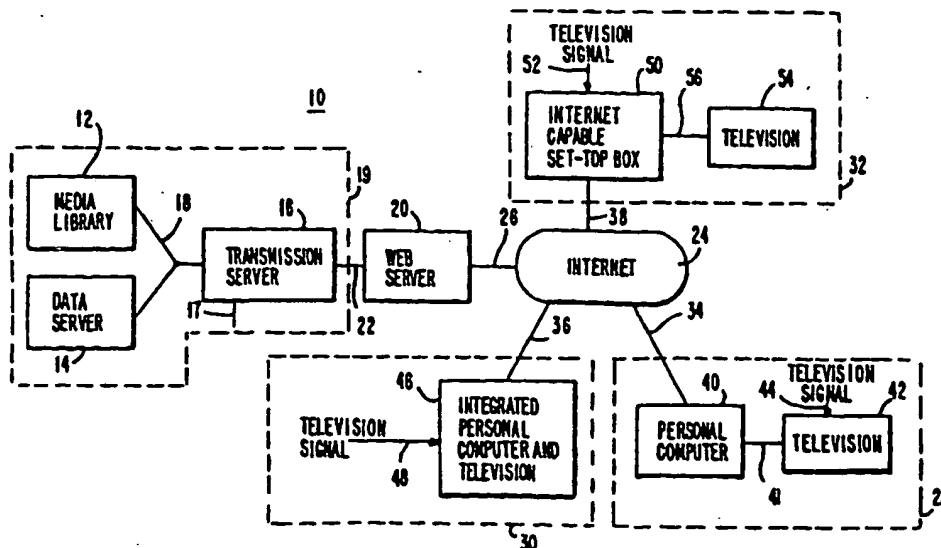 10
12
MEDIA
LIBRARY
18
DATA
SERVER
14
16
TRANSMISSION
SERVER
17
19
20
WEB
SERVER
22
26
INTERNET
24
TELEVISION
SIGNAL
52
50
INTERNET
CAPABLE
SET-TOP BOX
56
54
TELEVISION
32
38
36
34
46
INTEGRATED
PERSONAL
COMPUTER AND
TELEVISION
TELEVISION
SIGNAL
48
30
40
PERSONAL
COMPUTER
41
TELEVISION
SIGNAL
44
42
TELEVISION
2